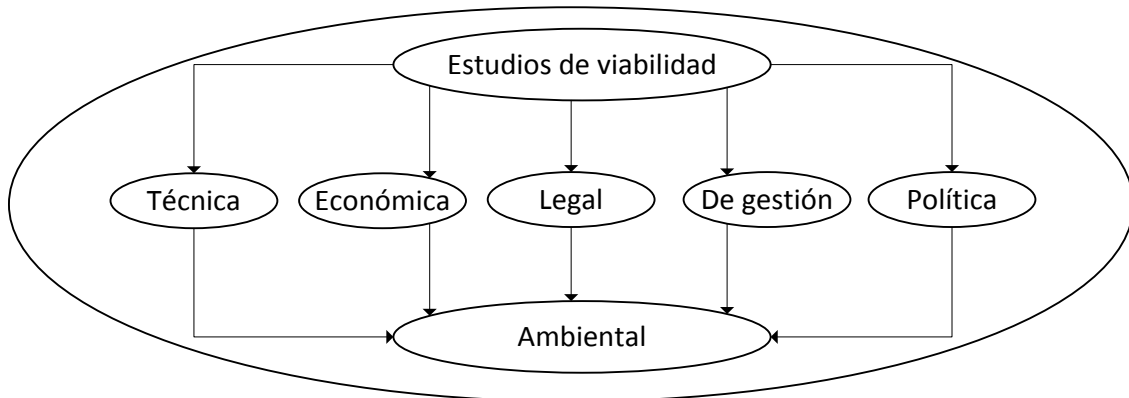 Estudios de viabilidad
Técnica
Económica
Legal
De gestión
Política
Ambiental